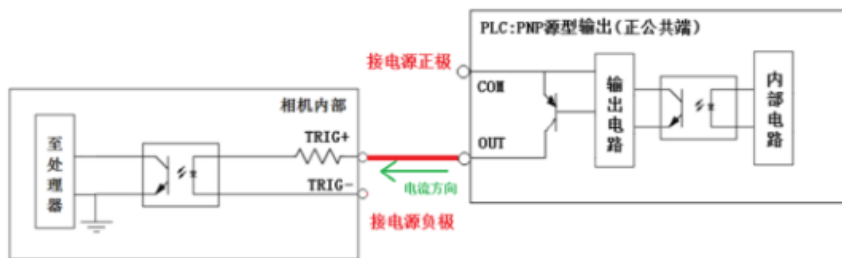 PLC:PNP源型输出(正公共端)
接电源正极
COM
输出电路
内部电路
相机内部
至处理器
TRIG+
OUT
TRIG-
电流方向
接电源负极